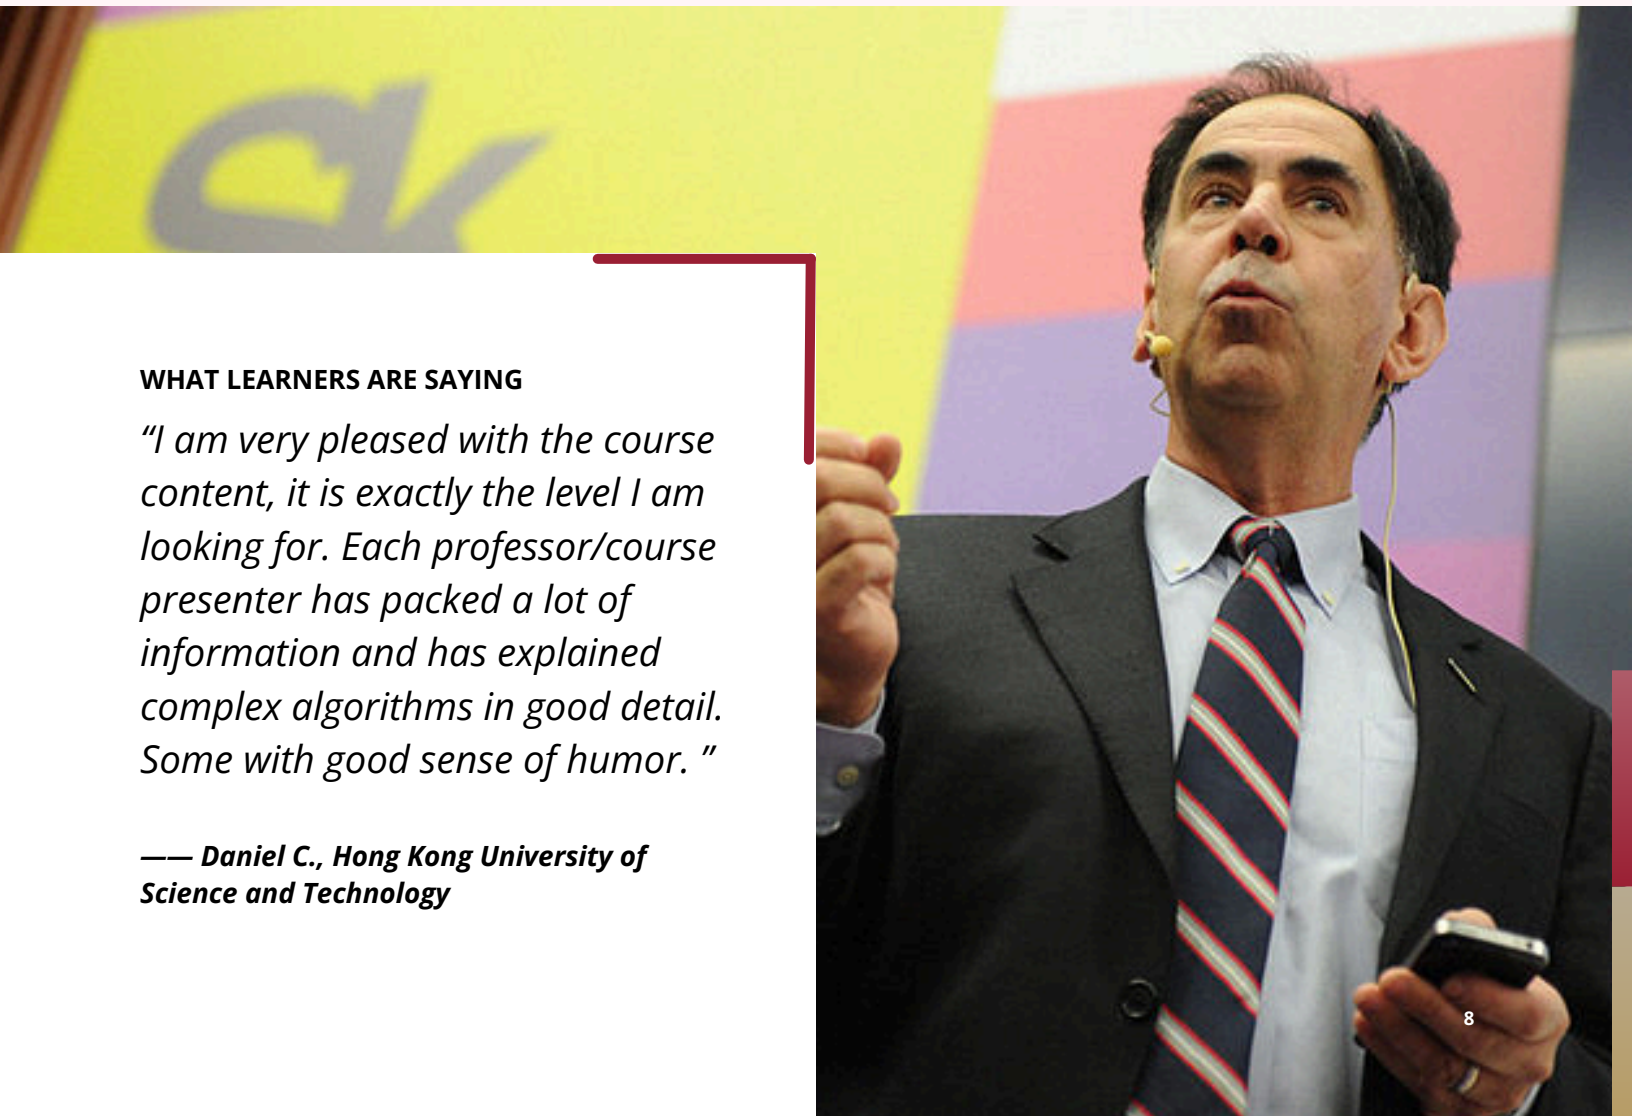 Sk
WHAT LEARNERS ARE SAYING
“I am very pleased with the course
content, it is exactly the level I am
looking for. Each professor/course
presenter has packed a lot of
information and has explained
complex algorithms in good detail.
Some with good sense of humor. ”
—— Daniel C., Hong Kong University of
Science and Technology
8